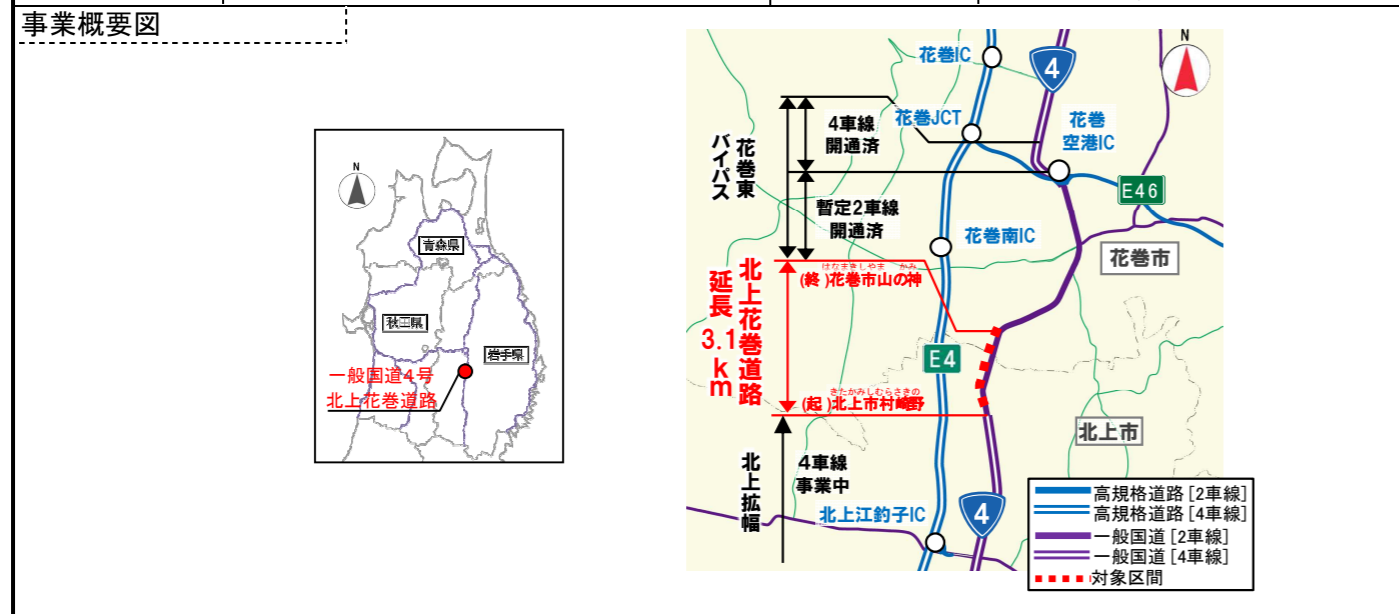 事業概要図
N
青森県
秋田県
岩手県
一般国道4号
北上花巻道路
N
花巻IC
4
花巻JCT
花巻
空港IC
4車線
開通済
花巻東
バイパス
E46
暫定2車線
開通済
花巻南IC
花巻市
はなまきしやま かみ
(終)花巻市山の神
北上花巻道路
延長3.1km
E4
きたかみしむらさきの
(起)北上市村崎野
北上市
4車線
事業中
北上拡幅
北上江釣子IC
4
高規格道路[2車線]
高規格道路[4車線]
一般国道[2車線]
一般国道[4車線]
対象区間